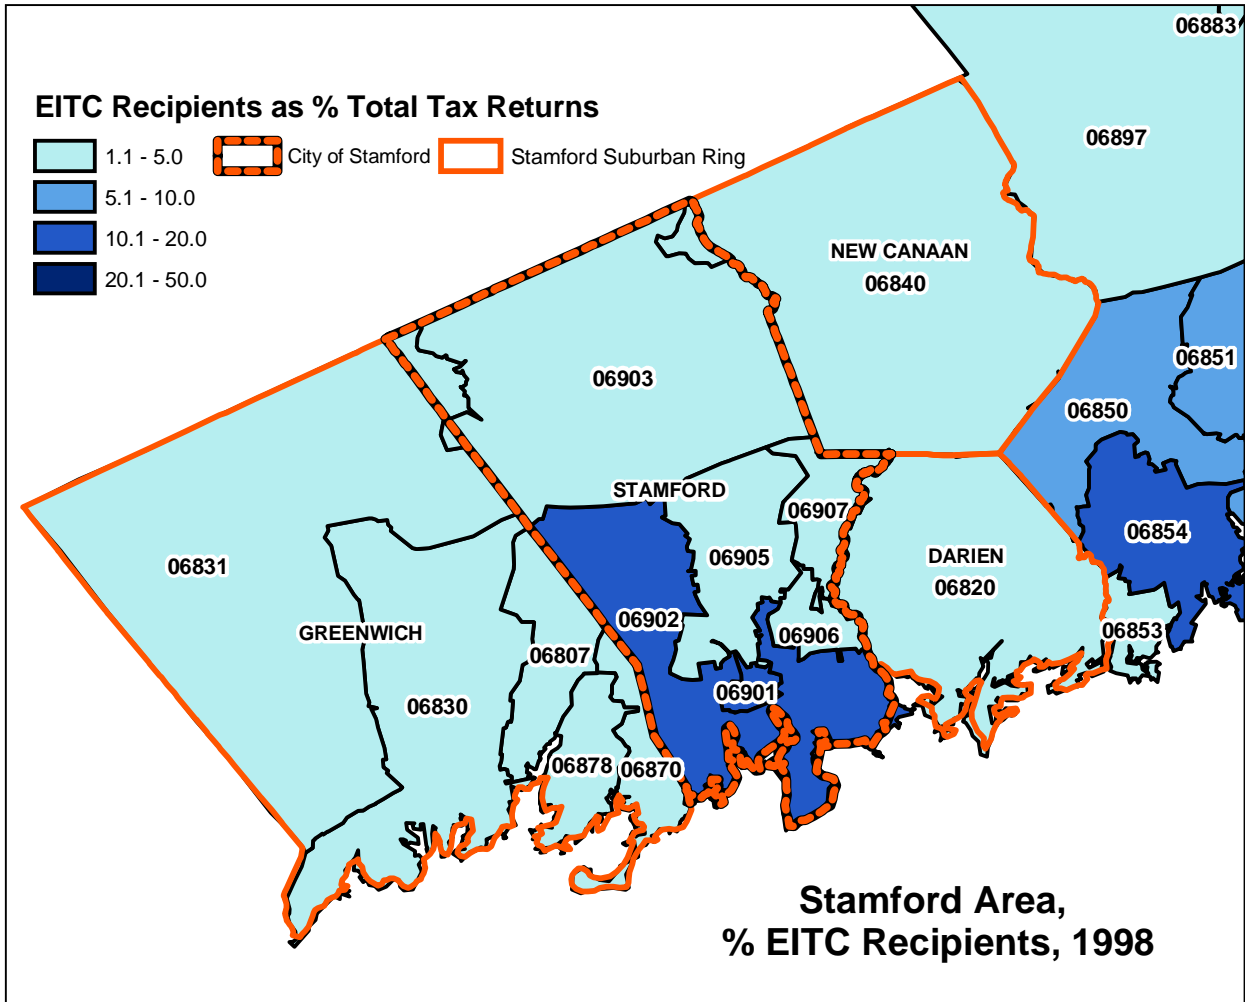 06883
EITC Recipients as % Total Tax Returns
1.1 - 5.0
City of Stamford
Stamford Suburban Ring
5.1 - 10.0
10.1 - 20.0
20.1 - 50.0
06897
NEW CANAAN
06840
06851
06903
06850
STAMFORD
06907
06854
06905
DARIEN
06820
06831
GREENWICH
06902
06906
06853
06807
06901
06830
06878
06870
Stamford Area,
% EITC Recipients, 1998